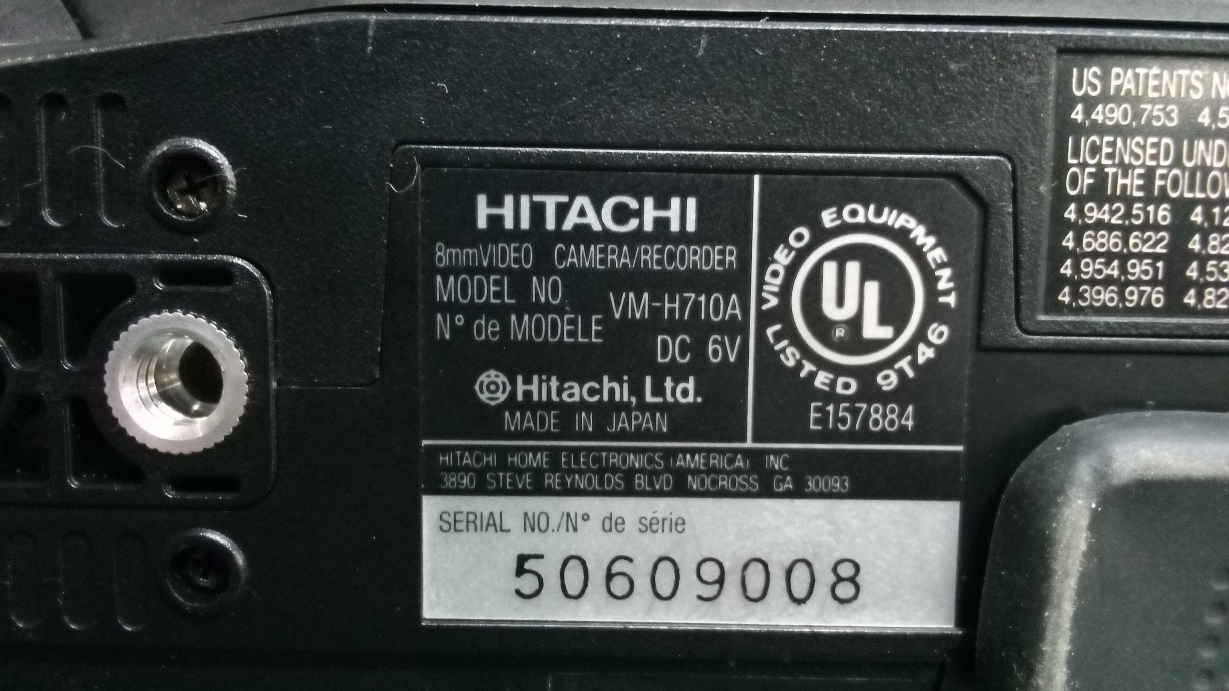 HITACHI
8mmVIDEO CAMERA/RECORDER
MODEL NO.
N° de MODÈLE
VM-H710A
DC 6V
Hitachi, Ltd.
MADE IN JAPAN
VIDEO EQUIPMENT
UL
®
LISTED 9T46
E157884
HITACHI HOME ELECTRONICS (AMERICA) INC
3890 STEVE REYNOLDS BLVD NOCROSS GA 30093
SERIAL NO./N° de série
50609008
US PATENTS
4,490,753
LICENSED
OF THE
4,942.516
4,686,622
4,954,951
4,396,976